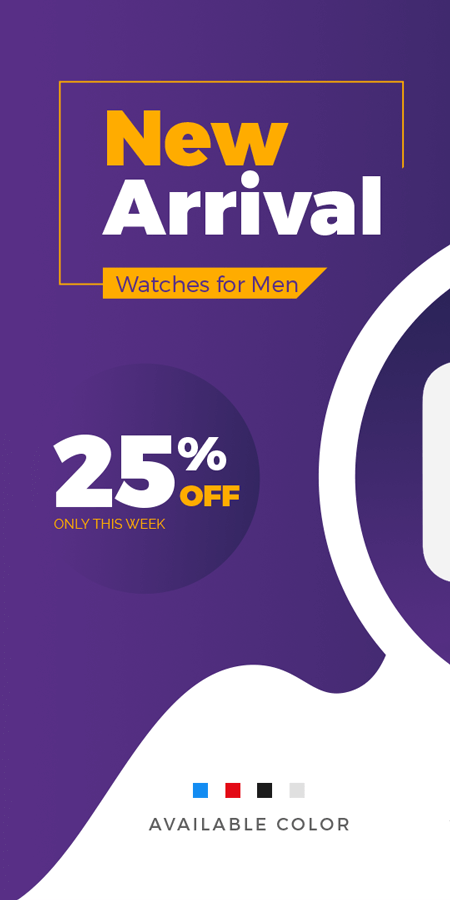 New
Arrival
Watches for Men
25%
OFF
ONLY THIS WEEK
AVAILABLE COLOR